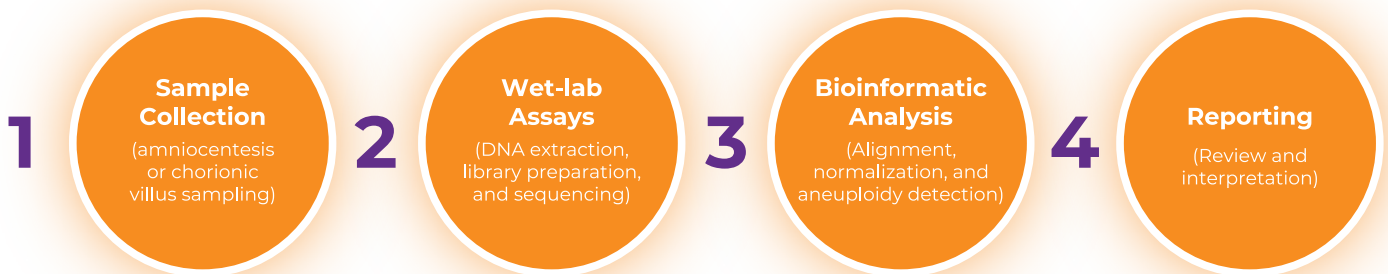 1
Sample
Collection
(amniocentesis
or chorionic
villus sampling)
2
Wet-lab
Assays
(DNA extraction,
library preparation,
and sequencing)
3
Bioinformatic
Analysis
(Alignment,
normalization, and
aneuploidy detection)
4
Reporting
(Review and
interpretation)